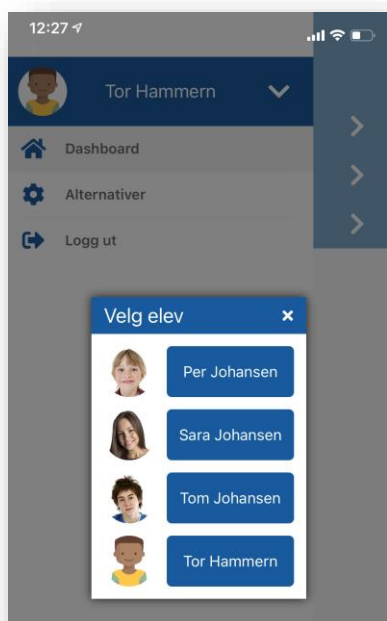 12:27
Tor Hammern
Dashboard
Alternativer
Logg ut
Velg elev
Per Johansen
Sara Johansen
Tom Johansen
Tor Hammern